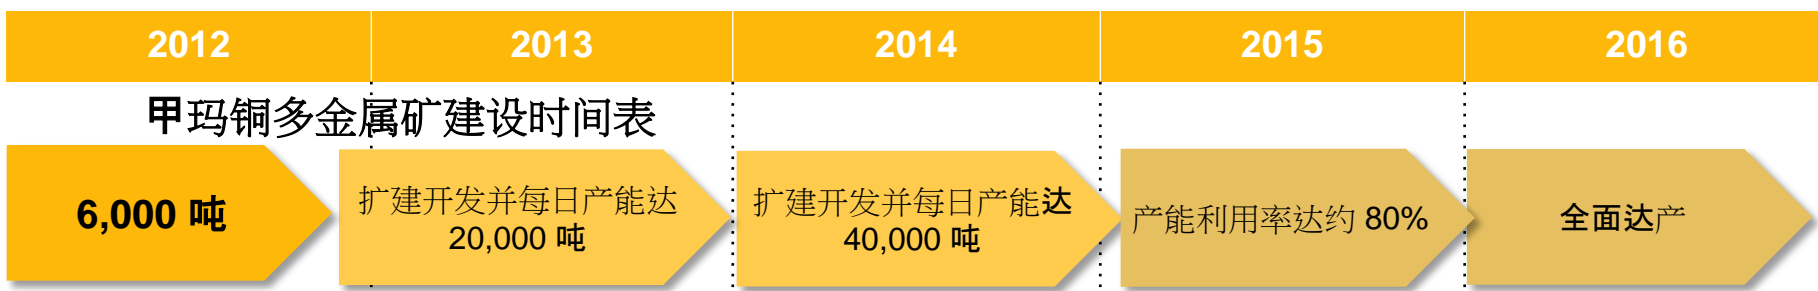 2012 2013 2014 2015 2016
甲玛铜多金属矿建设时间表
6,000 吨
扩建开发并每日产能达
20,000 吨
扩建开发并每日产能达
40,000 吨
产能利用率达约 80%
全面达产